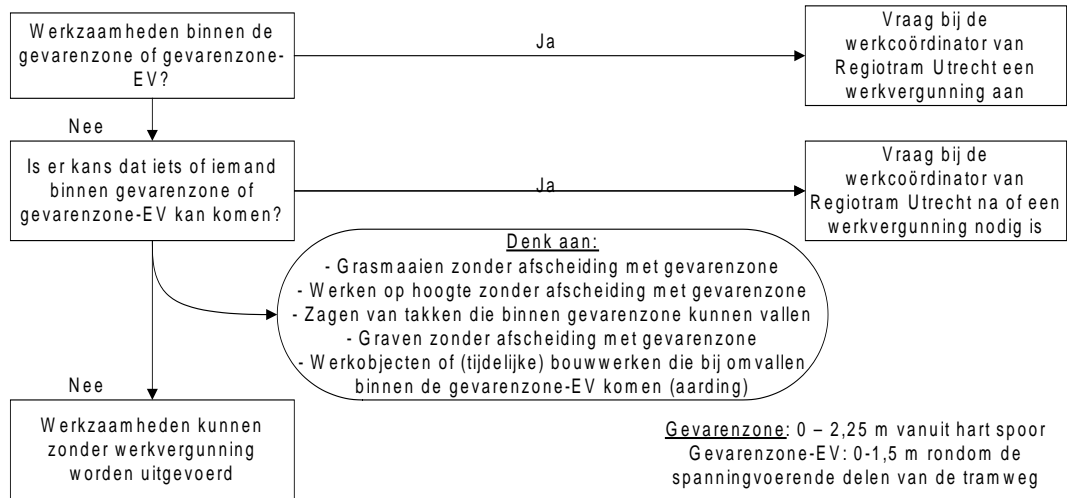 Werkzaamheden binnen de
gevarenzone of gevarenzone-
EV?
Ja
Vraag bij de
werkcoördinator van
Regiotram Utrecht een
werkvergunning aan
Nee
Is er kans dat iets of iemand
binnen gevarenzone of
gevarenzone-EV kan komen?
Ja
Vraag bij de
werkcoördinator van
Regiotram Utrecht na of een
werkvergunning nodig is
Denk aan:
- Grasmaaien zonder afscheiding met gevarenzone
- Werken op hoogte zonder afscheiding met gevarenzone
- Zagen van takken die binnen gevarenzone kunnen vallen
- Graven zonder afscheiding met gevarenzone
- Werkobjecten of (tijdelijke) bouwwerken die bij omvallen
binnen de gevarenzone-EV komen (aarding)
Nee
Werkzaamheden kunnen
zonder werkvergunning
worden uitgevoerd
Gevarenzone: 0 – 2,25 m vanuit hart spoor
Gevarenzone-EV: 0-1,5 m rondom de
spanningvoerende delen van de tramweg